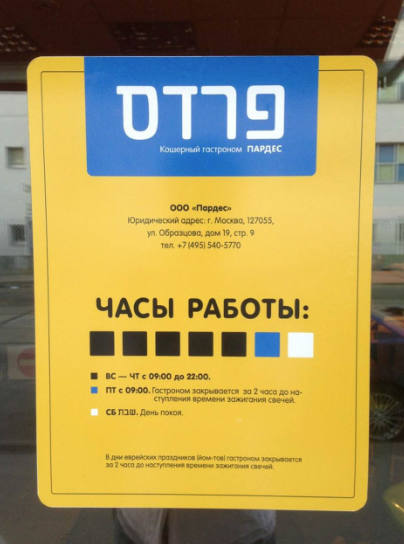 פרדס
Кошерный гастроном ПАРДЕС
ООО «Пардес»
Юридический адрес: г. Москва, 127055,
ул. Образцова, дом 19, стр. 9
тел. +7 (495) 540-5770
ЧАСЫ РАБОТЫ:
ВС — ЧТ с 09:00 до 22:00.
ПТ с 09:00. Гастроном закрывается за 2 часа до на-
ступления времени зажигания свечей.
СБ שבת. День покоя.
В дни еврейских праздников (йом-тов) гастроном закрывается
за 2 часа до наступления времени зажигания свечей.